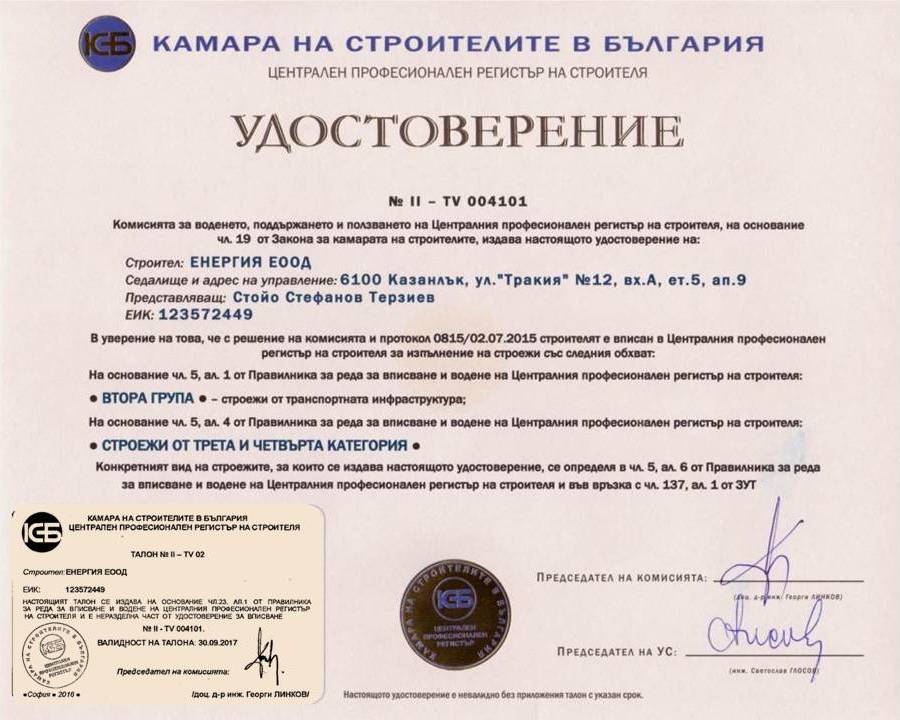 КСБ КАМАРА НА СТРОИТЕЛИТЕ В БЪЛГАРИЯ
ЦЕНТРАЛЕН ПРОФЕСИОНАЛЕН РЕГИСТЪР НА СТРОИТЕЛЯ
УДОСТОВЕРЕНИЕ
№ II – TV 004101
Комисията за воденето, поддържането и ползването на Централния професионален регистър на строителя, на основание
чл. 19 от Закона за камарата на строителите, издава настоящото удостоверение на:
Строител: ЕНЕРГИЯ ЕООД
Седалище и адрес на управление: 6100 Казанлък, ул."Тракия" №12, вх.А, ет.5, ап.9
Представляващ: Стойо Стефанов Терзиев
ЕИК: 123572449
В уверение на това, че с решение на комисията и протокол 0815/02.07.2015 строителят е вписан в Централния професионален
регистър на строителя за изпълнение на строежи със следния обхват:
На основание чл. 5, ал. 1 от Правилника за реда за вписване и водене на Централния професионален регистър на строителя:
• ВТОРА ГРУПА • – строежи от транспортната инфраструктура;
На основание чл. 5, ал. 4 от Правилника за реда за вписване и водене на Централния професионален регистър на строителя:
• СТРОЕЖИ ОТ ТРЕТА И ЧЕТВЪРТА КАТЕГОРИЯ •
Конкретният вид на строежите, за които се издава настоящото удостоверение, се определя в чл. 5, ал. 6 от Правилника за реда
за вписване и водене на Централния професионален регистър на строителя и във връзка с чл. 137, ал. 1 от ЗУТ
КСБ КАМАРА НА СТРОИТЕЛИТЕ В БЪЛГАРИЯ
ЦЕНТРАЛЕН ПРОФЕСИОНАЛЕН РЕГИСТЪР НА СТРОИТЕЛЯ
ТАЛОН № II – TV 02
Строител: ЕНЕРГИЯ ЕООД
ЕИК: 123572449
НАСТОЯЩИЯТ ТАЛОН СЕ ИЗДАВА НА ОСНОВАНИЕ ЧЛ.23, АЛ.1 ОТ ПРАВИЛНИКА
ЗА РЕДА ЗА ВПИСВАНЕ И ВОДЕНЕ НА ЦЕНТРАЛНИЯ ПРОФЕСИОНАЛЕН РЕГИСТЪР
НА СТРОИТЕЛЯ И Е НЕРАЗДЕЛНА ЧАСТ ОТ УДОСТОВЕРЕНИЕ ЗА ВПИСВАНЕ
№ II - TV 004101.
ВАЛИДНОСТ НА ТАЛОНА: 30.09.2017
Председател на комисията:
/доц. д-р инж. Георги ЛИНКОВ/
КАМАРА НА СТРОИТЕЛИТЕ В БЪЛГАРИЯ
КСБ
ЦЕНТРАЛЕН
ПРОФЕСИОНАЛЕН
РЕГИСТЪР
• София • 2016 •
КАМАРА НА СТРОИТЕЛИТЕ В БЪЛГАРИЯ
КСБ
ЦЕНТРАЛЕН
ПРОФЕСИОНАЛЕН
РЕГИСТЪР
ПРЕДСЕДАТЕЛ НА КОМИСИЯТА:
(доц. д-р инж. Георги ЛИНКОВ)
ПРЕДСЕДАТЕЛ НА УС:
(инж. Светослав ГЛОСОВ)
Настоящото удостоверение е невалидно без приложения талон с указан срок.